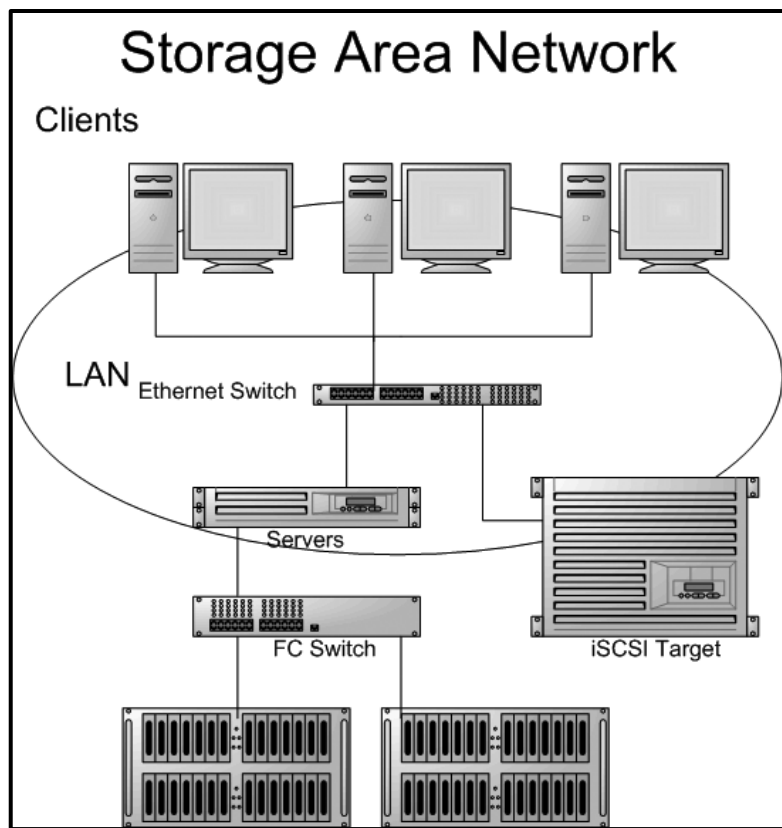 Storage Area Network
Clients
LAN
Ethernet Switch
Servers
FC Switch
iSCSI Target